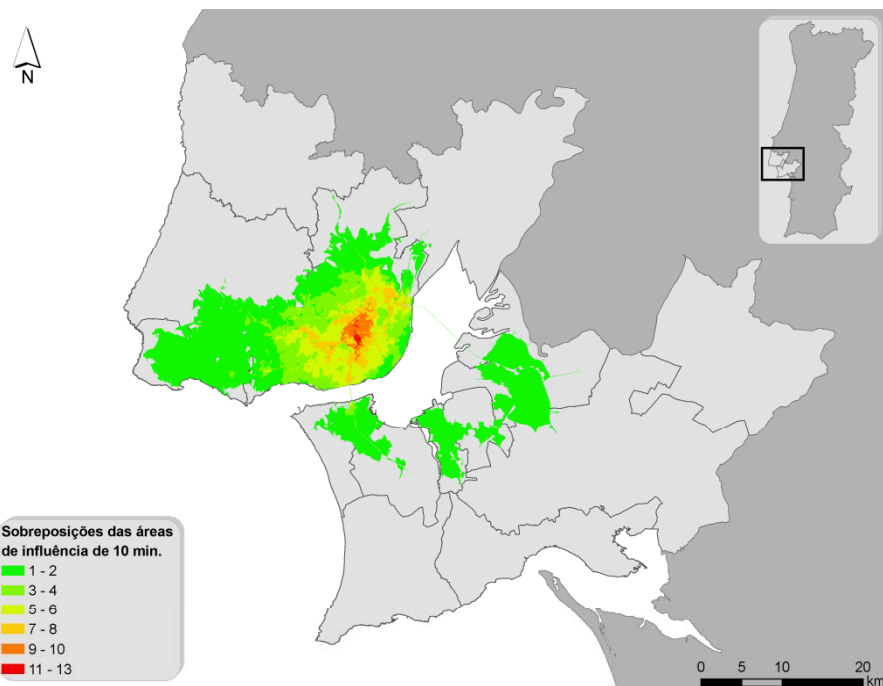 N
Sobreposições das áreas
de influência de 10 min.
1 - 2
3 - 4
5 - 6
7 - 8
9 - 10
11 - 13
0 5 10 20
km